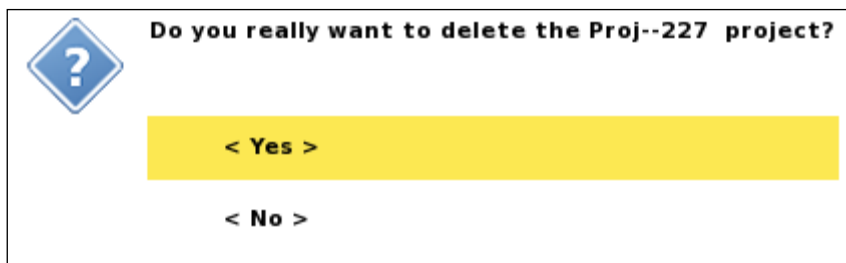 Do you really want to delete the Proj--227  project?
< Yes >
< No >